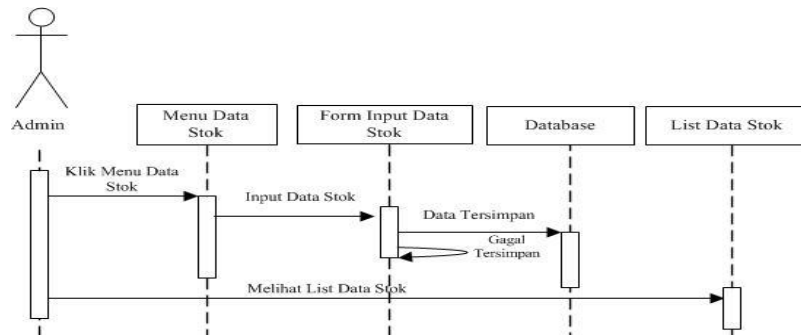 Admin
Menu Data
Stok
Form Input Data
Stok
Database
List Data Stok
Klik Menu Data
Stok
Input Data Stok
Data Tersimpan
Gagal
Tersimpan
Melihat List Data Stok